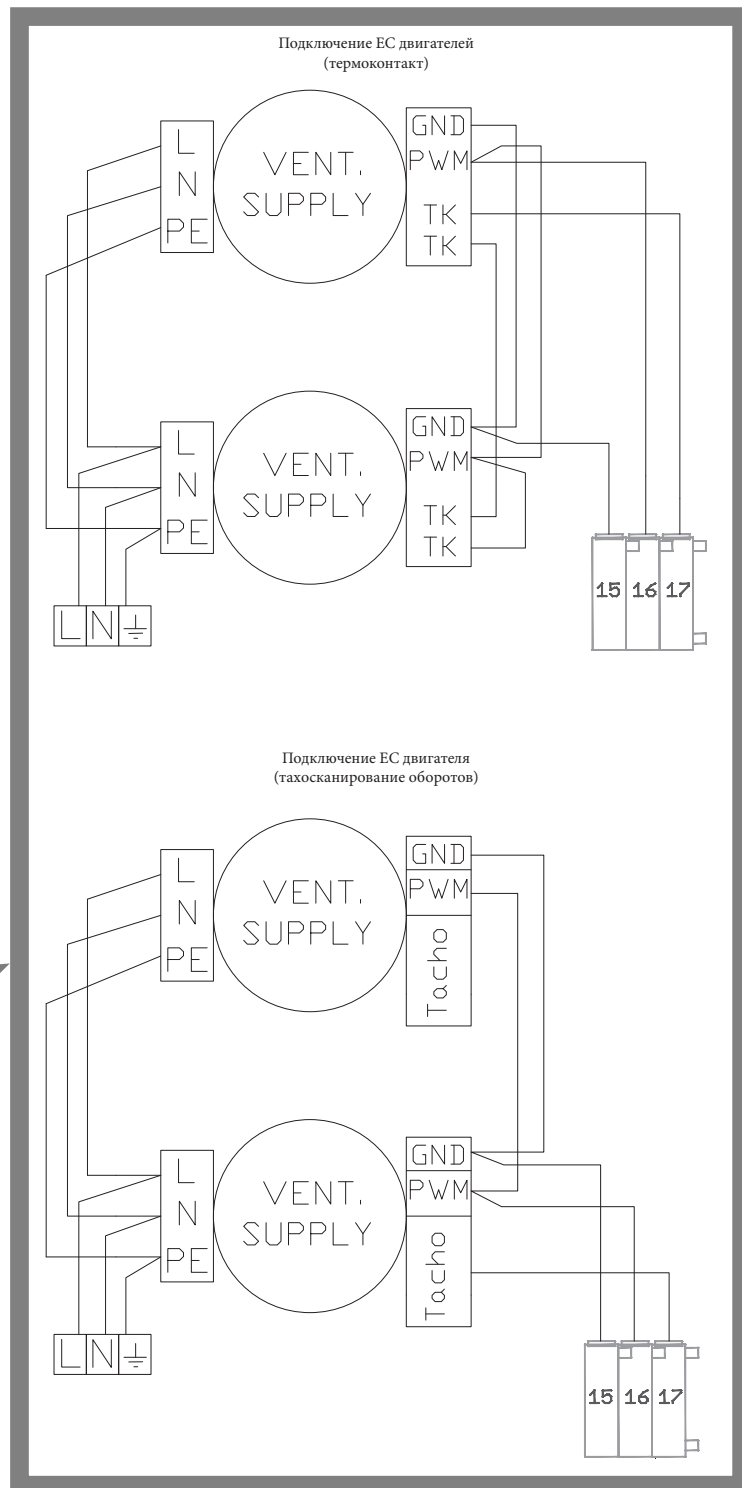 Подключение ЕС двигателей
(термоконтакт)
L
N
PE
VENT.
SUPPLY
GND
PWM
TK
TK
L
N
PE
VENT.
SUPPLY
GND
PWM
TK
TK
L N
15 16 17
Подключение ЕС двигателя
(тахосканирование оборотов)
L
N
PE
VENT.
SUPPLY
GND
PWM
Tacho
L
N
PE
VENT.
SUPPLY
GND
PWM
Tacho
L N
15 16 17